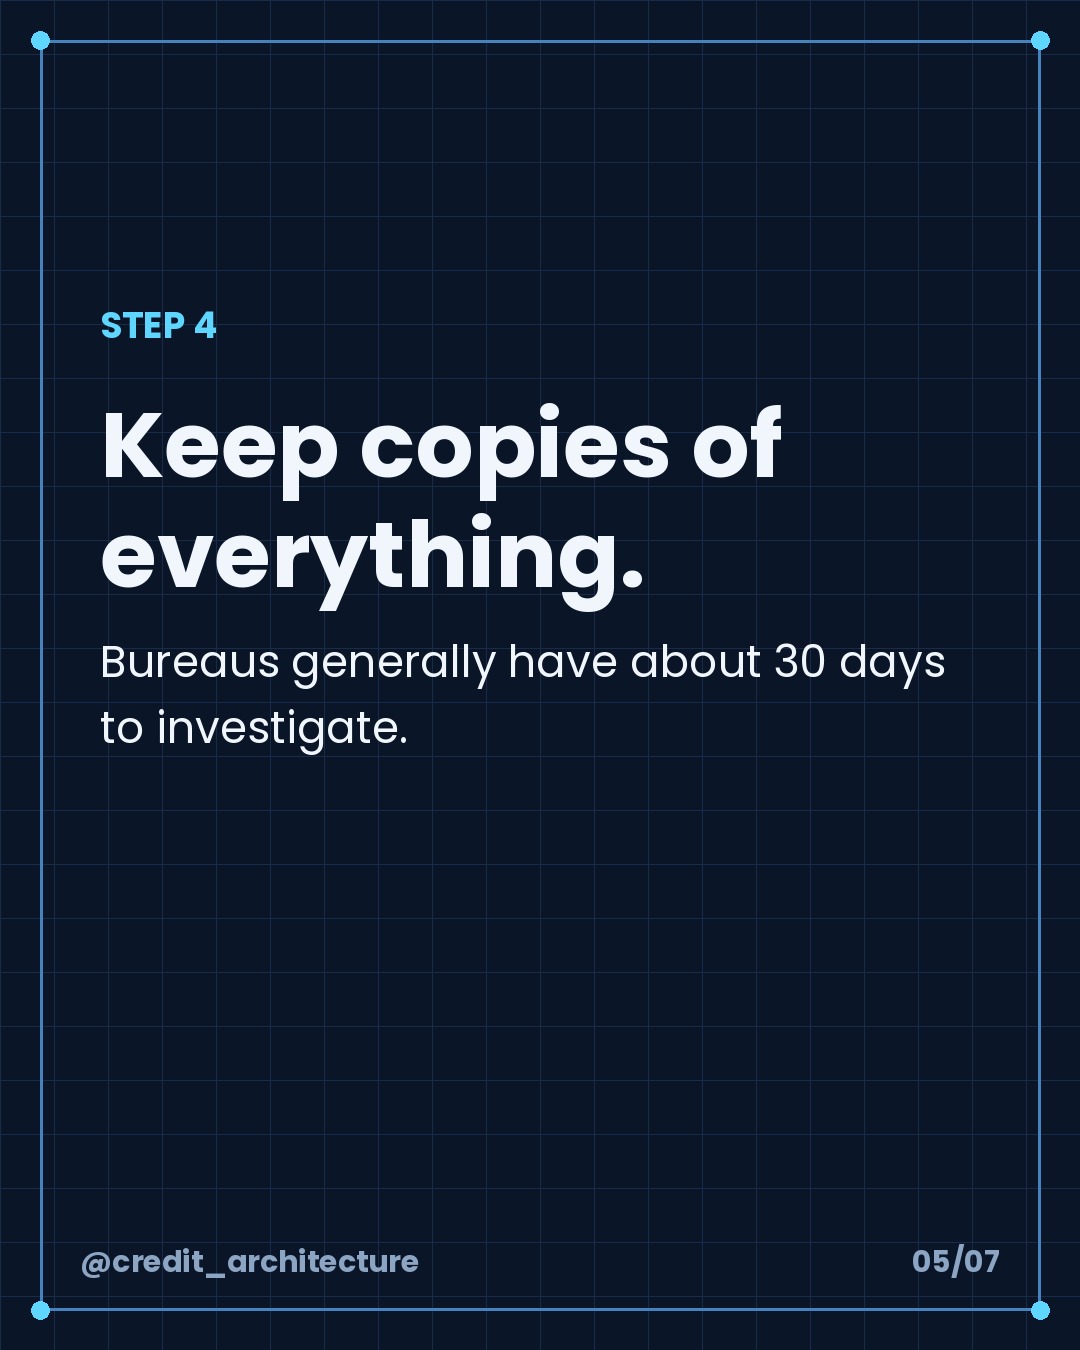 STEP 4
Keep copies of
everything.
Bureaus generally have about 30 days
to investigate.
@credit_architecture
05/07